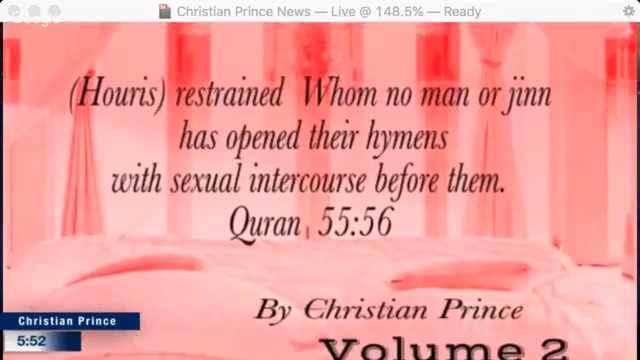 Christian Prince News — Live @ 148.5% — Ready
Google
(Houris) restrained Whom no man or jinn
has opened their hymens
with sexual intercourse before them.
Quran 55:56
By Christian Prince
Volume 2
Christian Prince
5:52